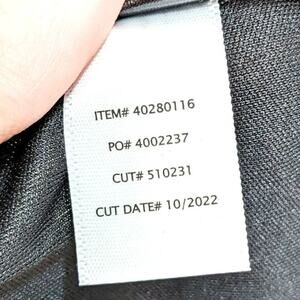 ITEM# 40280116
PO# 4002237
CUT# 510231
CUT DATE# 10/2022